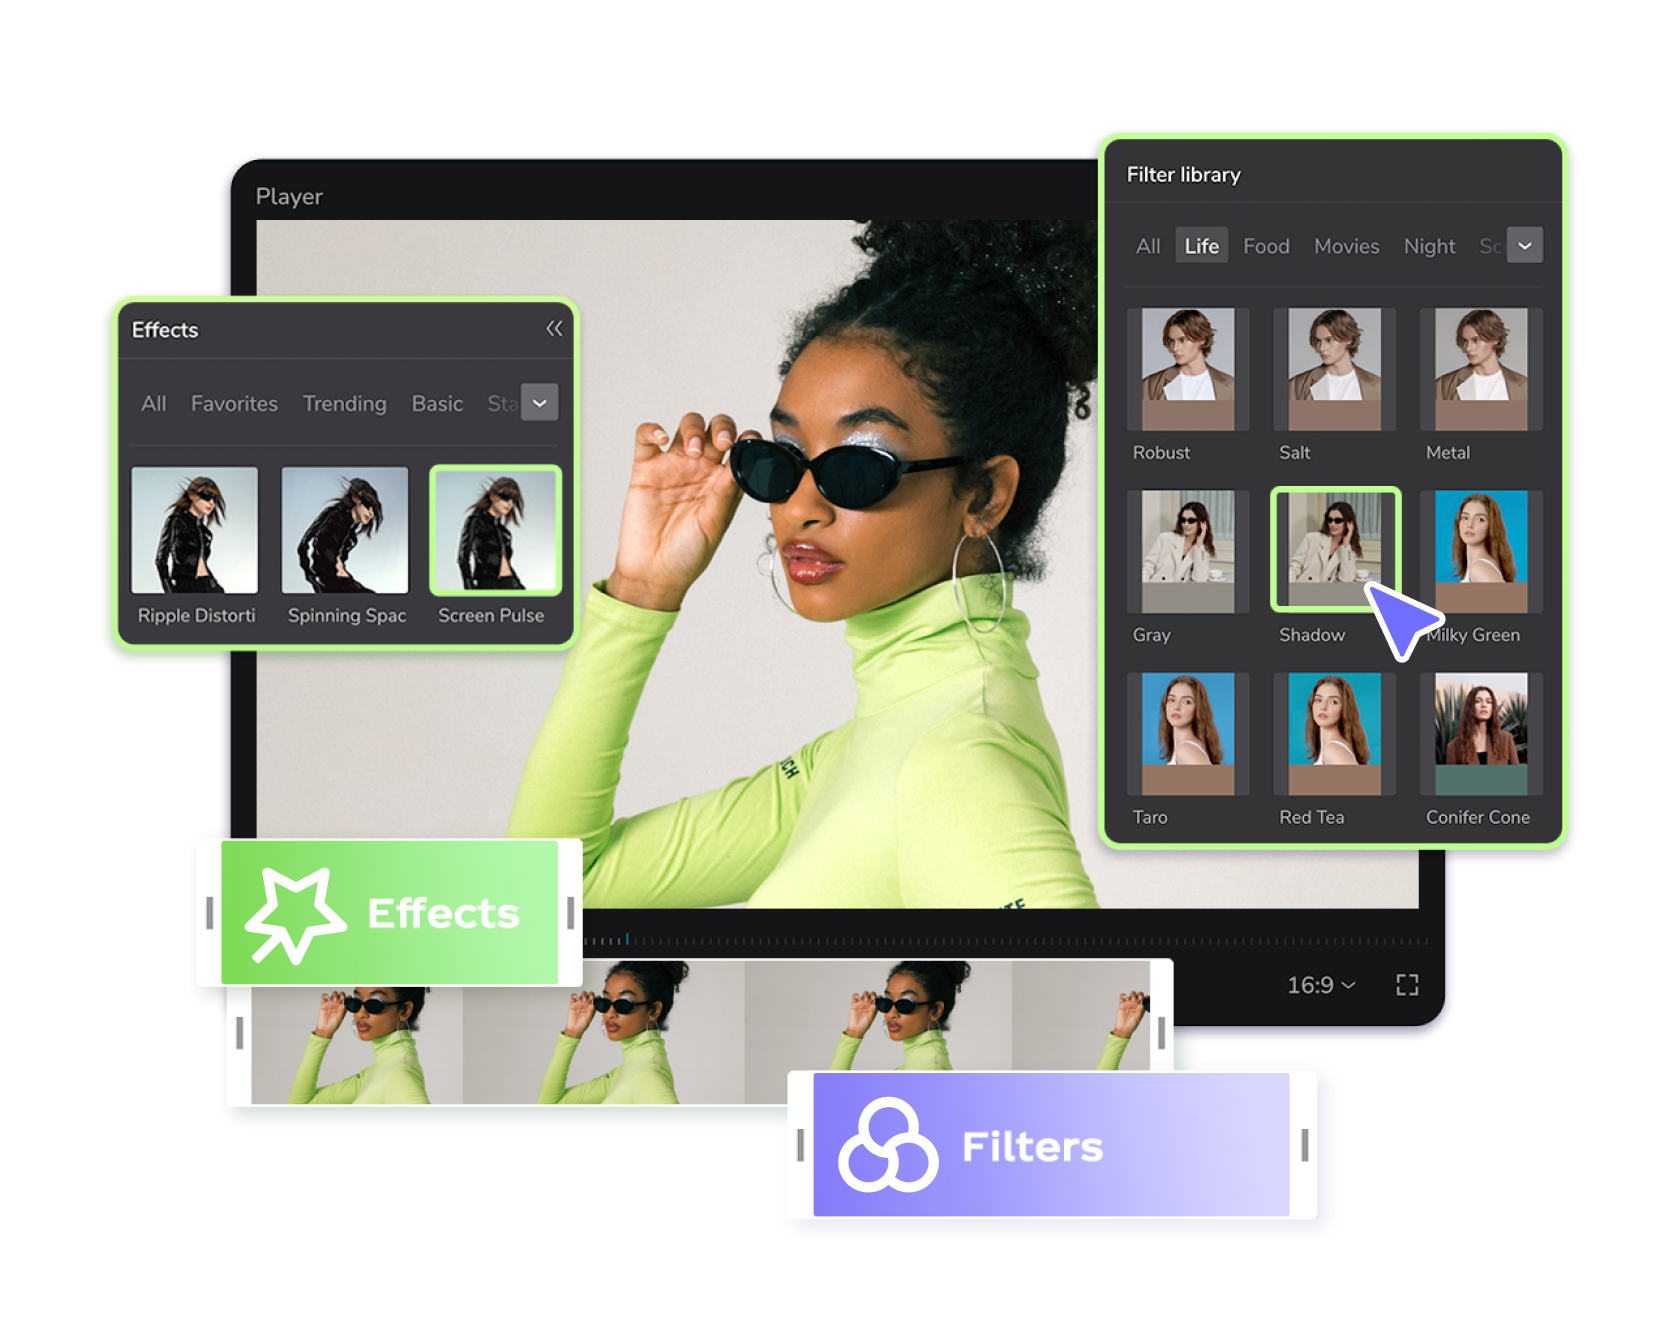 Player
Filter library
All Life Food Movies Night
Robust Salt Metal
Gray Shadow Milky Green
Taro Red Tea Conifer Cone
Effects
All Favorites Trending Basic Sta
Ripple Distorti Spinning Spac Screen Pulse
Effects
16:9
Filters